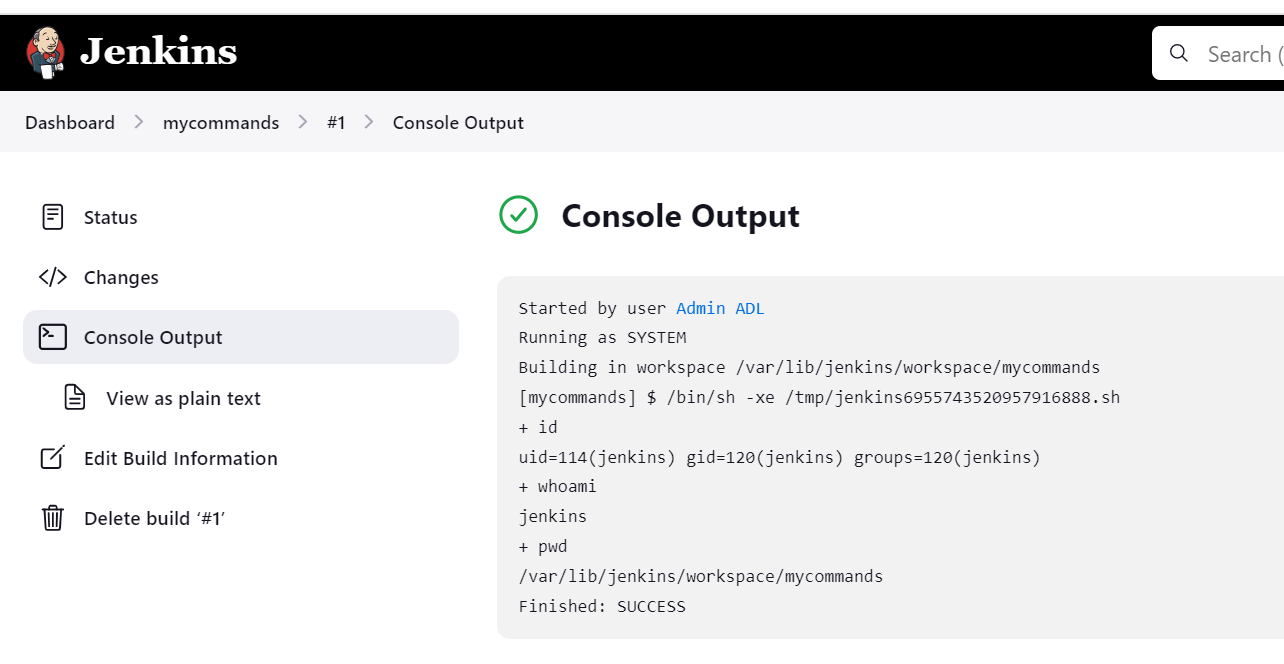 Jenkins
Search (
Dashboard > mycommands > #1 > Console Output
Status
Changes
Console Output
View as plain text
Edit Build Information
Delete build ‘#1’
Console Output
Started by user Admin ADL
Running as SYSTEM
Building in workspace /var/lib/jenkins/workspace/mycommands
[mycommands] $ /bin/sh -xe /tmp/jenkins6955743520957916888.sh
+ id
uid=114(jenkins) gid=120(jenkins) groups=120(jenkins)
+ whoami
jenkins
+ pwd
/var/lib/jenkins/workspace/mycommands
Finished: SUCCESS